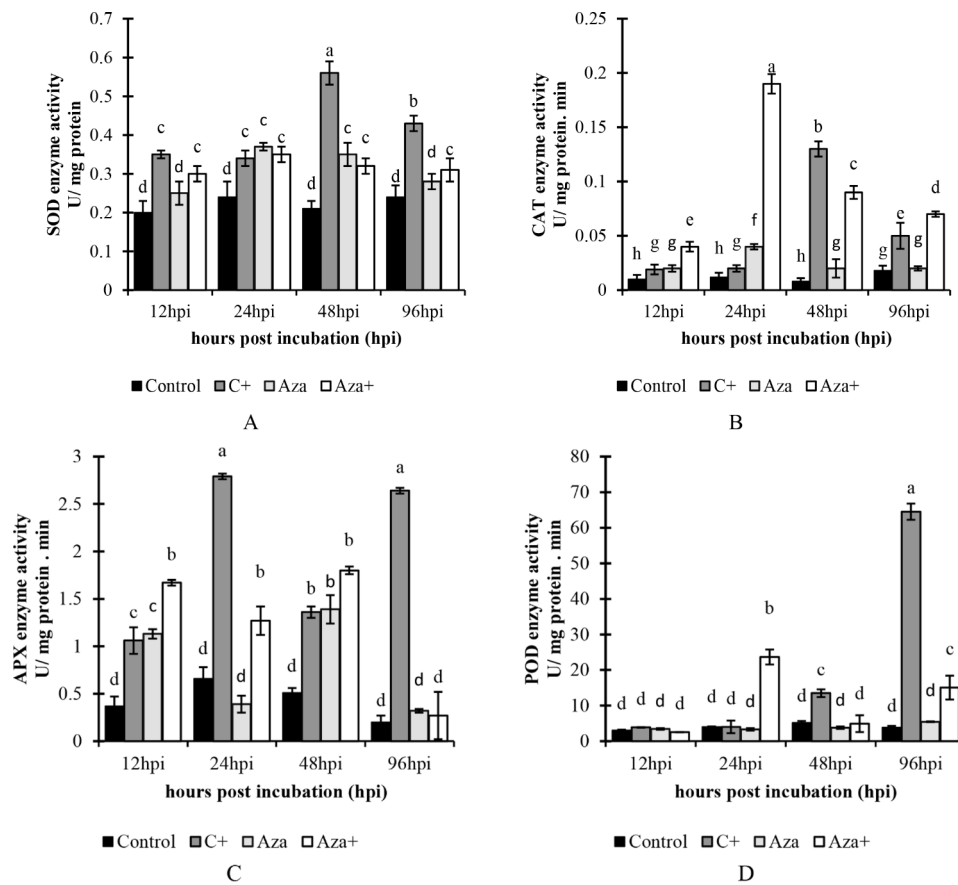 SOD enzyme activity
U/ mg protein
0.7
0.6
0.5
0.4
0.3
0.2
0.1
0
d c d c
d c c c
d a c c
d b d c
12hpi 24hpi 48hpi 96hpi
hours post incubation (hpi)
Control C+ Aza Aza+
A
CAT enzyme activity
U/ mg protein. min
0.25
0.2
0.15
0.1
0.05
0
h g g e
h g f a
h b g c
g e g d
12hpi 24hpi 48hpi 96hpi
hours post incubation (hpi)
Control C+ Aza Aza+
B
APX enzyme activity
U/ mg protein . min
3
2.5
2
1.5
1
0.5
0
d c c b
d a d b
d b b b
d a d d
12hpi 24hpi 48hpi 96hpi
hours post incubation (hpi)
Control C+ Aza Aza+
C
POD enzyme activity
U/ mg protein . min
80
70
60
50
40
30
20
10
0
d d d d
d d d b
d c d d
d a d c
12hpi 24hpi 48hpi 96hpi
hours post incubation (hpi)
Control C+ Aza Aza+
D